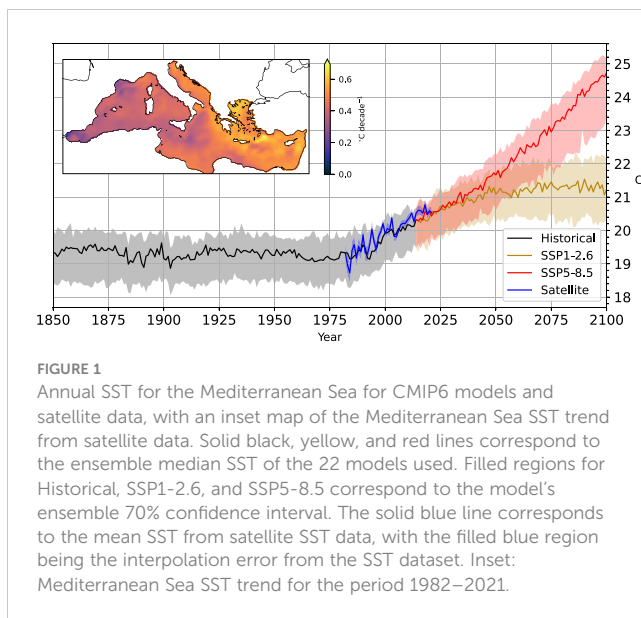 0.6
0.4
0.2
0,0
°C decade⁻¹
25
24
23
22
21
20
19
18
C
Historical
SSP1-2.6
SSP5-8.5
Satellite
1850 1875 1900 1925 1950 1975 2000 2025 2050 2075 2100
Year
FIGURE 1
Annual SST for the Mediterranean Sea for CMIP6 models and
satellite data, with an inset map of the Mediterranean Sea SST trend
from satellite data. Solid black, yellow, and red lines correspond to
the ensemble median SST of the 22 models used. Filled regions for
Historical, SSP1-2.6, and SSP5-8.5 correspond to the model's
ensemble 70% confidence interval. The solid blue line corresponds
to the mean SST from satellite SST data, with the filled blue region
being the interpolation error from the SST dataset. Inset:
Mediterranean Sea SST trend for the period 1982–2021.